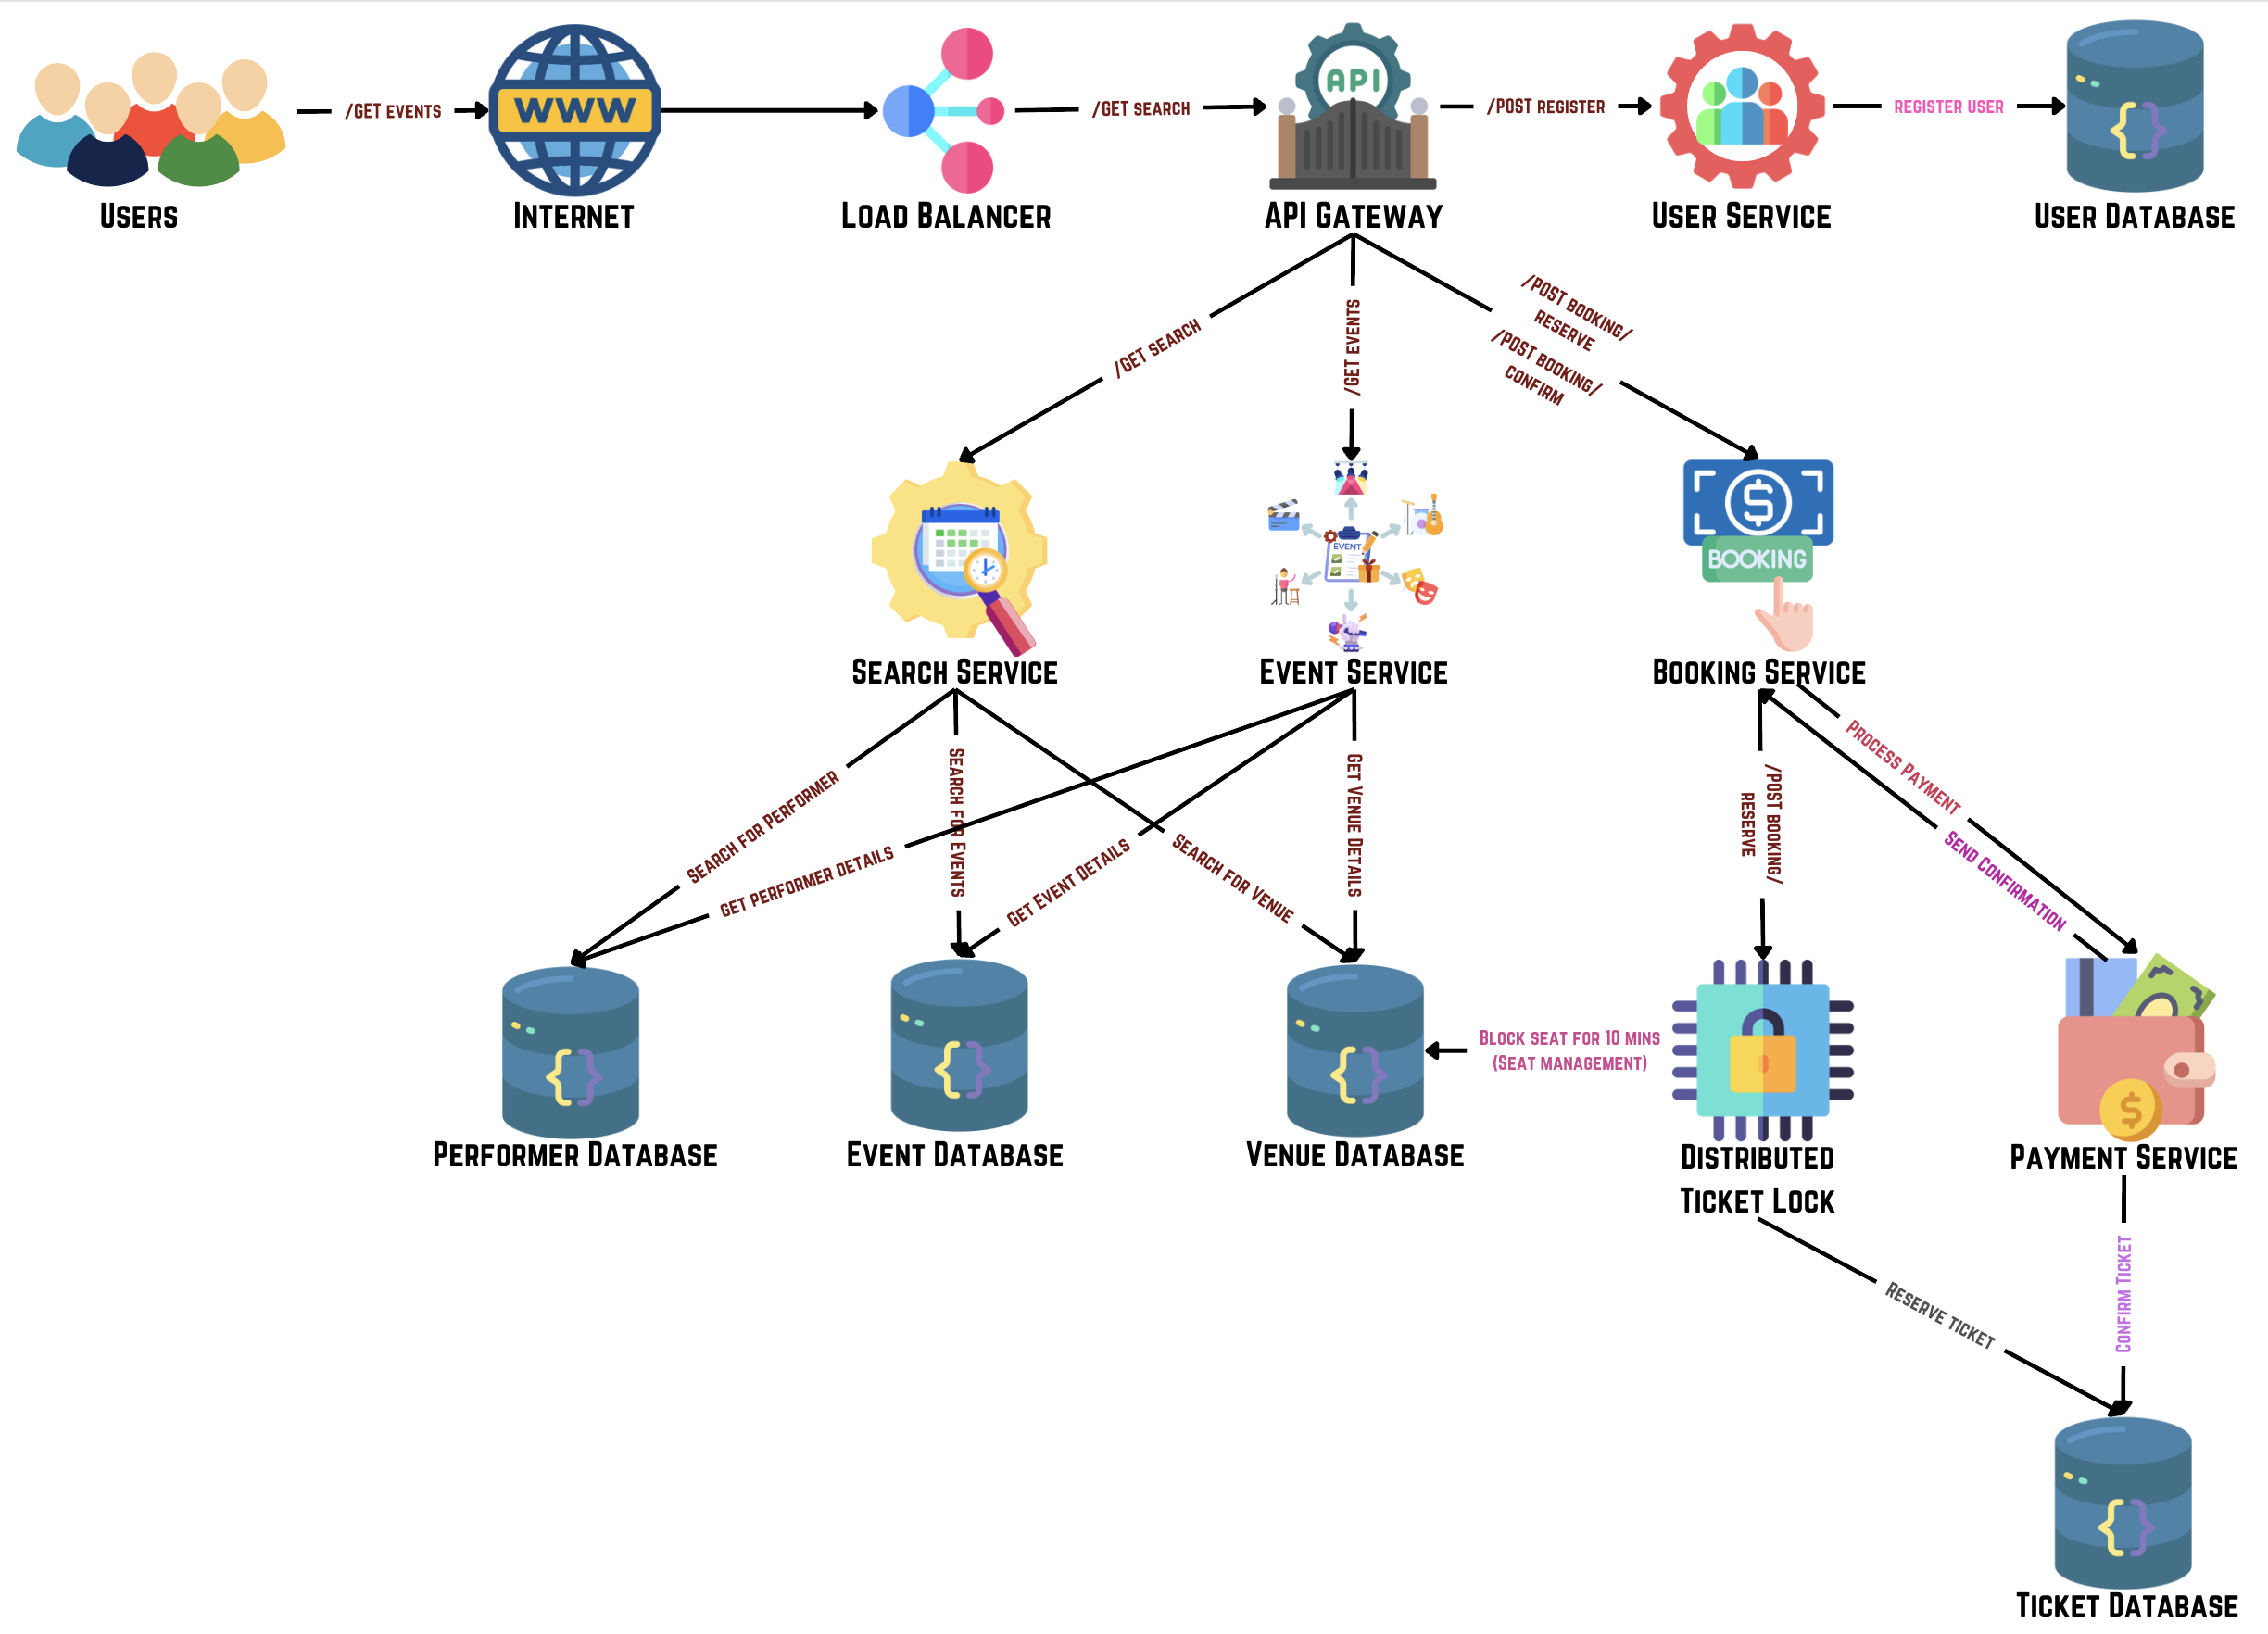 /GET EVENTS
WWW
/GET SEARCH
API
/POST REGISTER
REGISTER USER
USERS
INTERNET
LOAD BALANCER
API GATEWAY
USER SERVICE
USER DATABASE
/GET SEARCH
/GET EVENTS
/POST BOOKING/
RESERVE
/POST BOOKING/
CONFIRM
EVENT
BOOKING
SEARCH SERVICE
EVENT SERVICE
BOOKING SERVICE
SEARCH FOR PERFORMER
GET PERFORMER DETAILS
SEARCH FOR EVENTS
GET EVENT DETAILS
SEARCH FOR VENUE
GET VENUE DETAILS
/POST BOOKING/
RESERVE
PROCESS PAYMENT
SEND CONFIRMATION
BLOCK SEAT FOR 10 MINS
(SEAT MANAGEMENT)
PERFORMER DATABASE
EVENT DATABASE
VENUE DATABASE
DISTRIBUTED
TICKET LOCK
PAYMENT SERVICE
RESERVE TICKET
CONFIRM TICKET
TICKET DATABASE